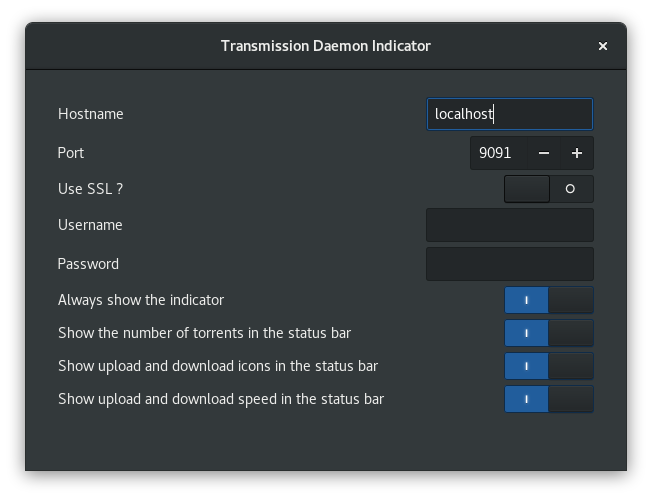 Transmission Daemon Indicator
Hostname localhost
Port 9091
Use SSL ?
Username
Password
Always show the indicator
Show the number of torrents in the status bar
Show upload and download icons in the status bar
Show upload and download speed in the status bar